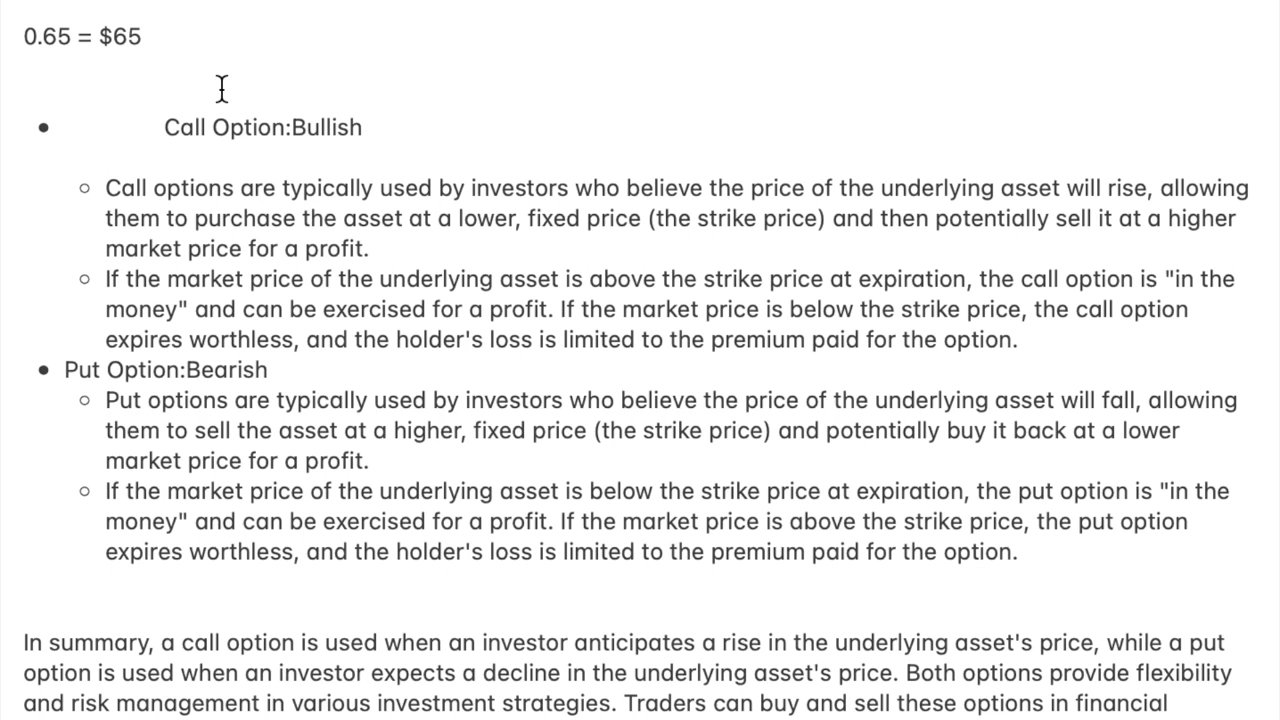 0.65 = $65
Call Option:Bullish
Call options are typically used by investors who believe the price of the underlying asset will rise, allowing
them to purchase the asset at a lower, fixed price (the strike price) and then potentially sell it at a higher
market price for a profit.
If the market price of the underlying asset is above the strike price at expiration, the call option is "in the
money" and can be exercised for a profit. If the market price is below the strike price, the call option
expires worthless, and the holder's loss is limited to the premium paid for the option.
Put Option:Bearish
Put options are typically used by investors who believe the price of the underlying asset will fall, allowing
them to sell the asset at a higher, fixed price (the strike price) and potentially buy it back at a lower
market price for a profit.
If the market price of the underlying asset is below the strike price at expiration, the put option is "in the
money" and can be exercised for a profit. If the market price is above the strike price, the put option
expires worthless, and the holder's loss is limited to the premium paid for the option.
In summary, a call option is used when an investor anticipates a rise in the underlying asset's price, while a put
option is used when an investor expects a decline in the underlying asset's price. Both options provide flexibility
and risk management in various investment strategies. Traders can buy and sell these options in financial